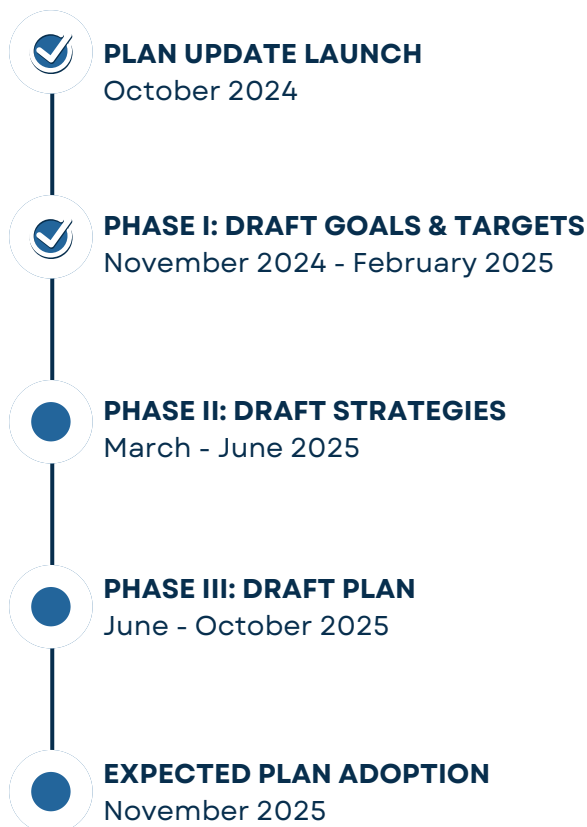 PLAN UPDATE LAUNCH
October 2024
PHASE I: DRAFT GOALS & TARGETS
November 2024 - February 2025
PHASE II: DRAFT STRATEGIES
March - June 2025
PHASE III: DRAFT PLAN
June - October 2025
EXPECTED PLAN ADOPTION
November 2025